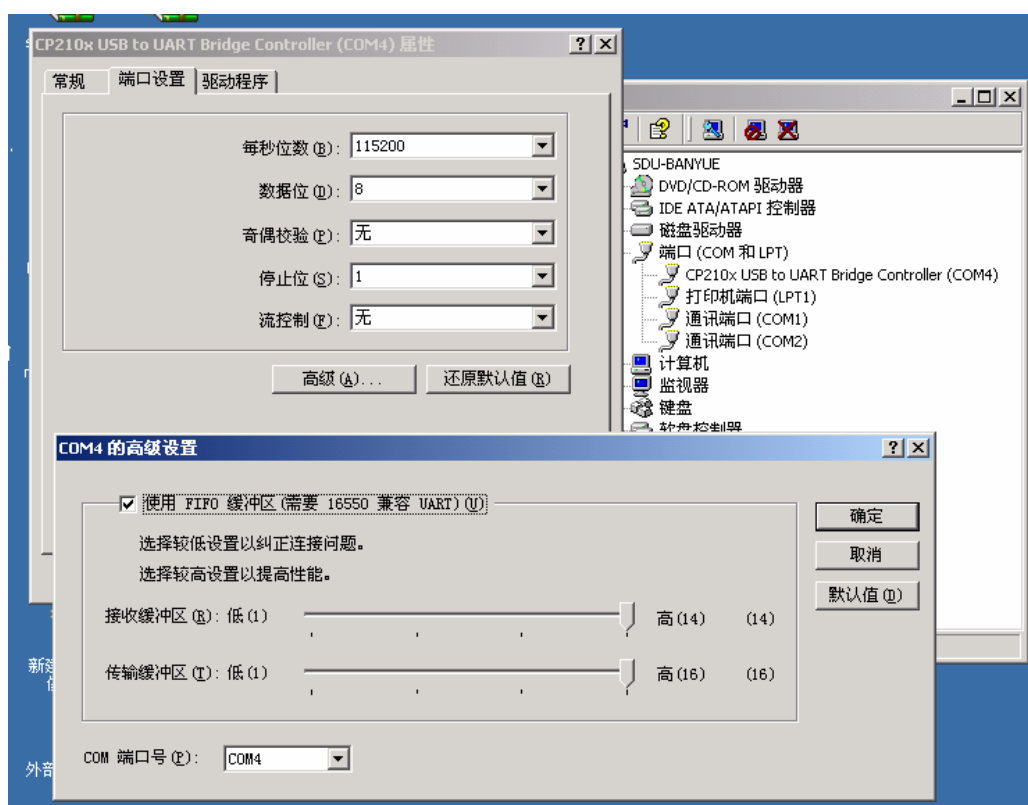 CP210x USB to UART Bridge Controller (COM4) 属性
常规 端口设置 驱动程序
每秒位数(B): 115200
数据位(D): 8
奇偶校验(P): 无
停止位(S): 1
流控制(F): 无
高级(A)... 还原默认值(R)
SDU-BANYUE
DVD/CD-ROM 驱动器
IDE ATA/ATAPI 控制器
磁盘驱动器
端口 (COM 和 LPT)
CP210x USB to UART Bridge Controller (COM4)
打印机端口 (LPT1)
通讯端口 (COM1)
通讯端口 (COM2)
计算机
监视器
键盘
软盘控制器
COM4 的高级设置
使用 FIFO 缓冲区(需要 16550 兼容 UART)(U)
选择较低设置以纠正连接问题。
选择较高设置以提高性能。
接收缓冲区(R): 低(1) 高(14) (14)
传输缓冲区(T): 低(1) 高(16) (16)
COM 端口号(P): COM4
确定
取消
默认值(D)
新建
外部